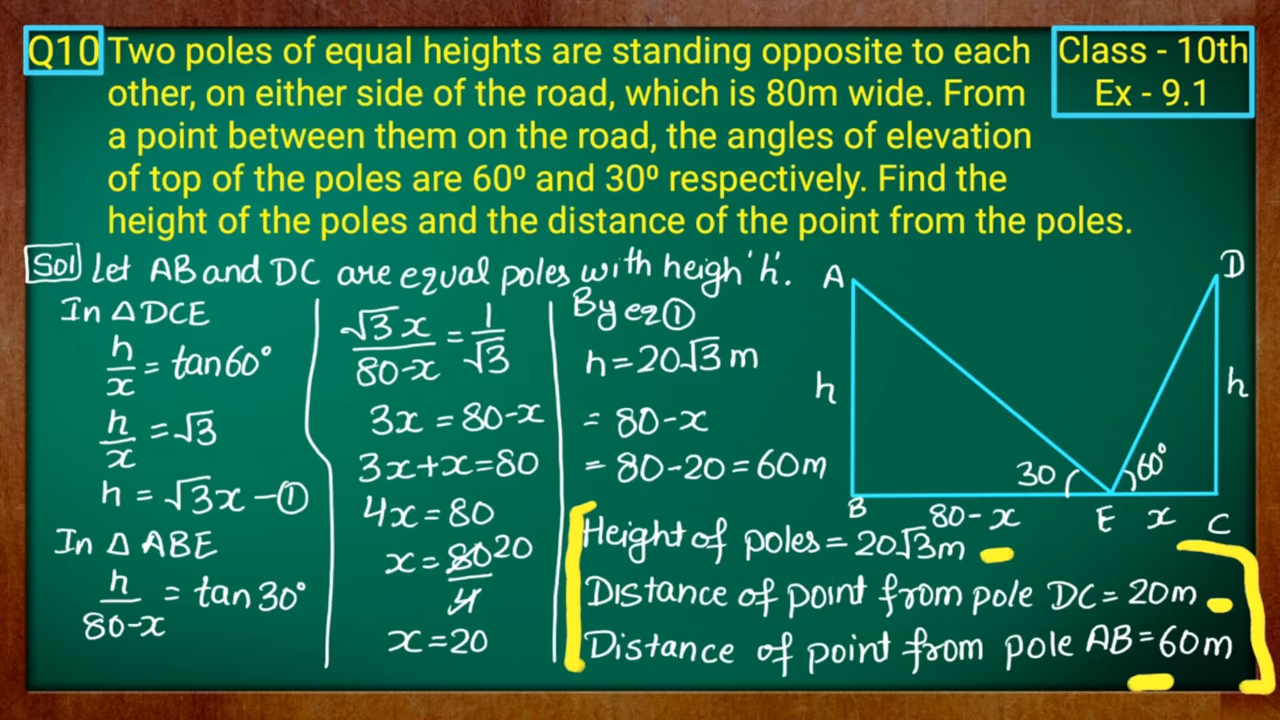 Q10 Two poles of equal heights are standing opposite to each
other, on either side of the road, which is 80m wide. From
a point between them on the road, the angles of elevation
of top of the poles are 60º and 30º respectively. Find the
height of the poles and the distance of the point from the poles.
Class - 10th
Ex - 9.1
Sol Let AB and DC are equal poles with heigh 'h'.
In △DCE
h/x = tan60°
h/x = √3
h = √3x - ①
In △ ABE
h/80-x = tan 30°
√3x/80-x = 1/√3
3x = 80-x
3x+x=80
4x = 80
x = 80/4 20
x = 20
By eq ①
h = 20√3 m
= 80-x
= 80-20 = 60m
A
D
h
h
30
60°
B
80-x
E
x
C
Height of poles = 20√3m
Distance of point from pole DC = 20m
Distance of point from pole AB = 60m